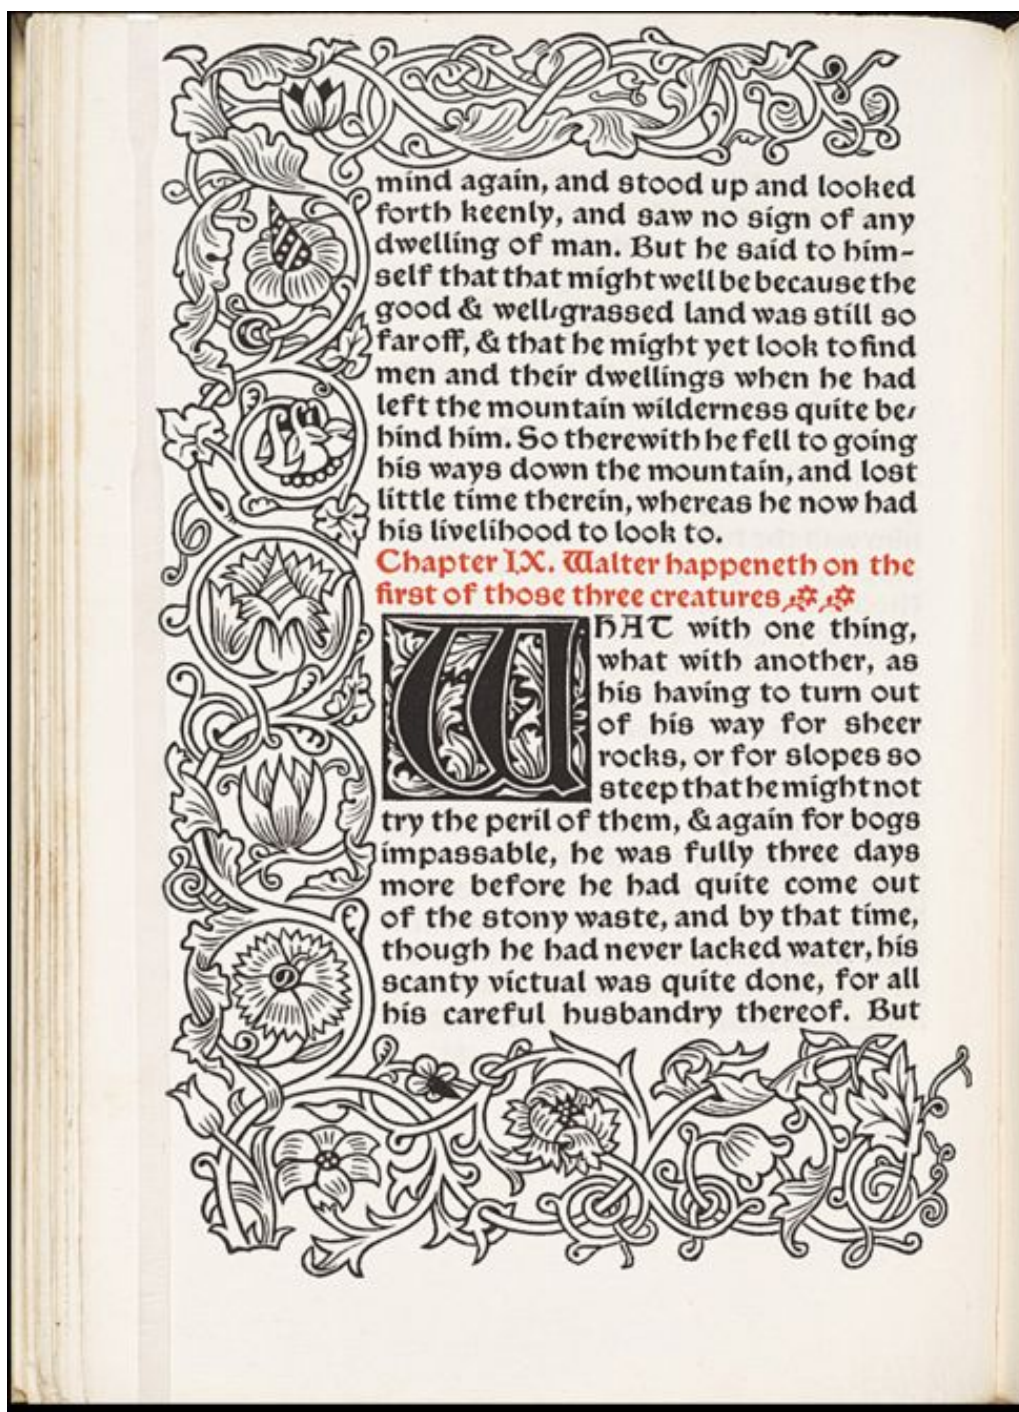 mind again, and stood up and looked
forth keenly, and saw no sign of any
dwelling of man. But he said to him-
self that that might well be because the
good & well-grassed land was still so
far off, & that he might yet look to find
men and their dwellings when he had
left the mountain wilderness quite be-
hind him. So therewith he fell to going
his ways down the mountain, and lost
little time therein, whereas he now had
his livelihood to look to.
Chapter IX. Walter happeneth on the
first of those three creatures
WHAT with one thing,
what with another, as
his having to turn out
of his way for sheer
rocks, or for slopes so
steep that he might not
try the peril of them, & again for bogs
impassable, he was fully three days
more before he had quite come out
of the stony waste, and by that time,
though he had never lacked water, his
scanty victual was quite done, for all
his careful husbandry thereof. But